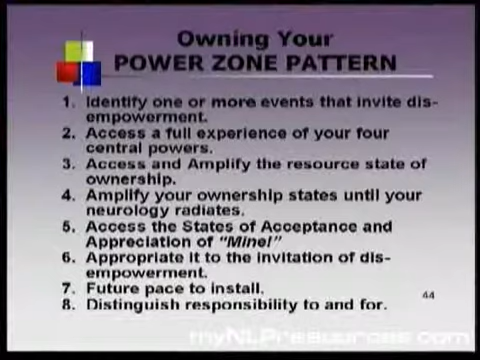 Owning Your
POWER ZONE PATTERN
1. Identify one or more events that invite dis-
empowerment.
2. Access a full experience of your four
central powers.
3. Access and Amplify the resource state of
ownership.
4. Amplify your ownership states until your
neurology radiates.
5. Access the States of Acceptance and
Appreciation of "Mine!"
6. Appropriate it to the invitation of dis-
empowerment.
7. Future pace to install.
8. Distinguish responsibility to and for.
44
myNLPresources.com